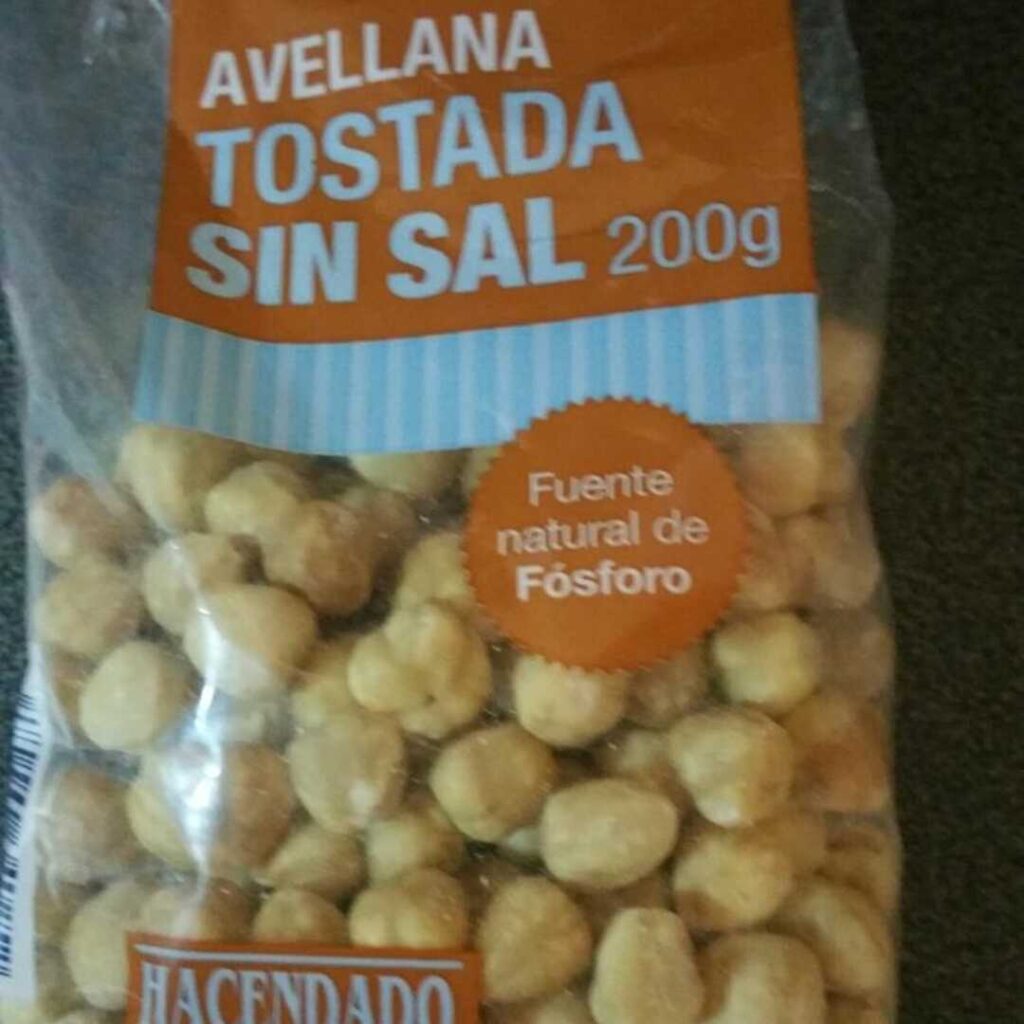 AVELLANA
TOSTADA
SIN SAL 200g
Fuente
natural de
Fósforo
HACENDADO